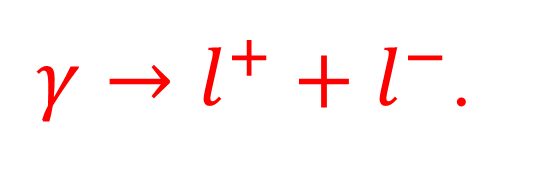 γ → l⁺ + l⁻.